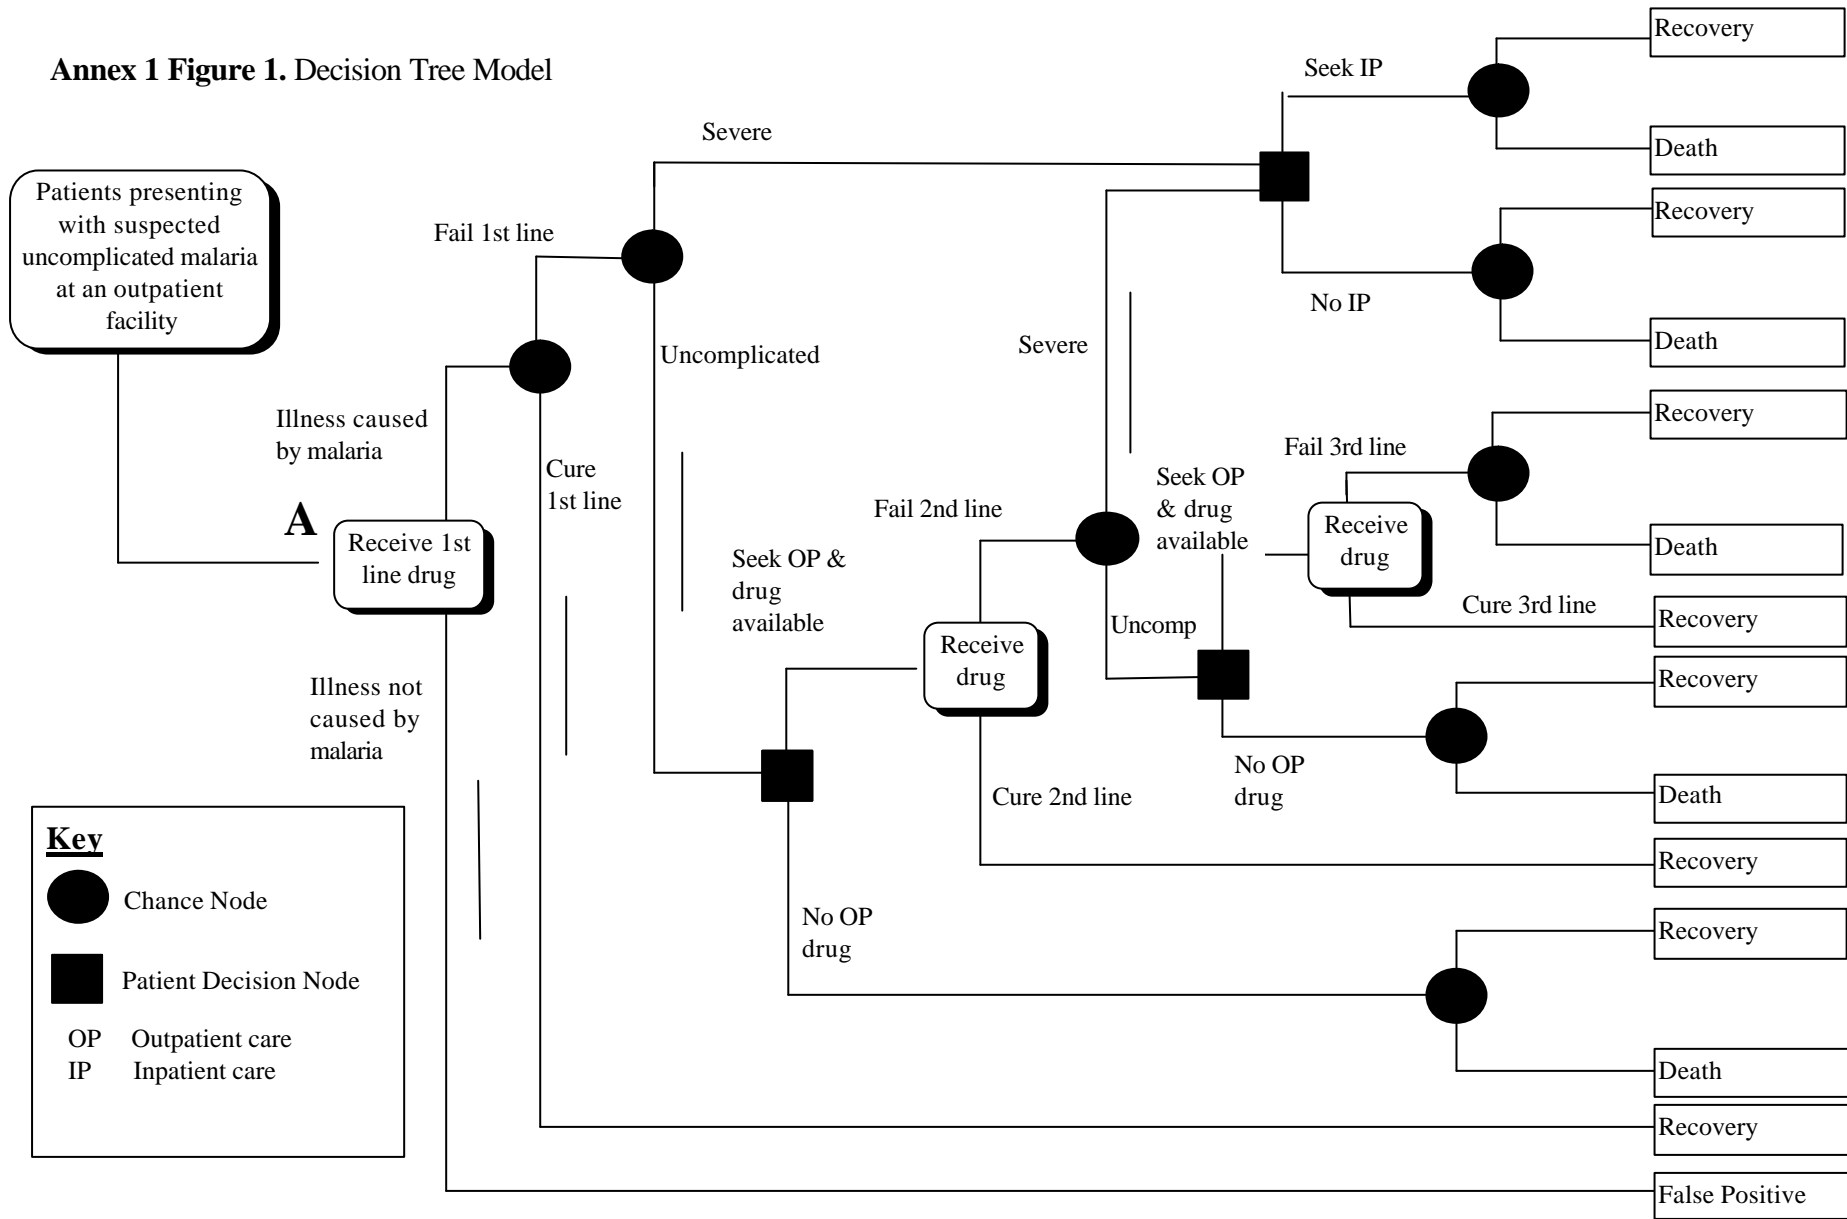 Annex 1 Figure 1. Decision Tree Model
Patients presenting
with suspected
uncomplicated malaria
at an outpatient
facility
A
Receive 1st
line drug
Illness caused
by malaria
Illness not
caused by
malaria
Fail 1st line
Cure
1st line
Severe
Uncomplicated
Seek OP &
drug
available
No OP
drug
Receive
drug
Fail 2nd line
Cure 2nd line
Severe
Uncomp
Seek OP
& drug
available
No OP
drug
Receive
drug
Fail 3rd line
Cure 3rd line
Seek IP
No IP
Recovery
Death
Recovery
Death
Recovery
Death
Recovery
Recovery
Death
Recovery
Recovery
Death
Recovery
False Positive
Key
Chance Node
Patient Decision Node
OP Outpatient care
IP Inpatient care